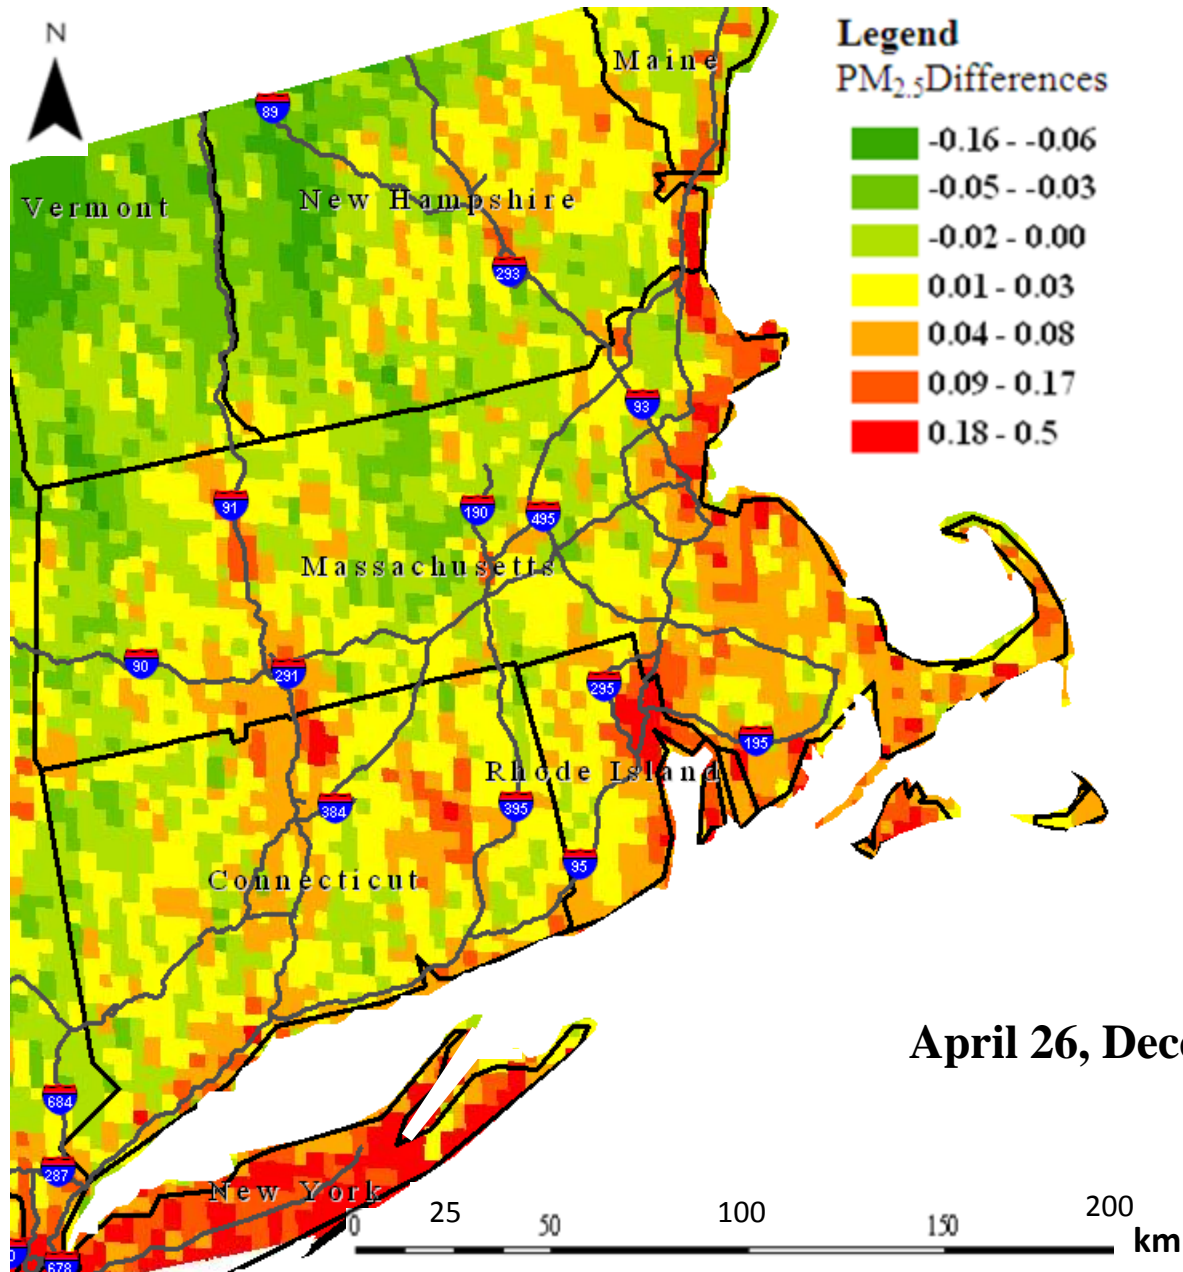 N
Legend
PM2.5Differences
-0.16 - -0.06
-0.05 - -0.03
-0.02 - 0.00
0.01 - 0.03
0.04 - 0.08
0.09 - 0.17
0.18 - 0.5
Maine
89
Vermont
New Hampshire
293
93
91
190
495
Massachusetts
90
291
295
195
Rhode Island
384
395
95
Connecticut
April 26, Dec
684
287
New York
678
0
0 25 50 100 150 200
km